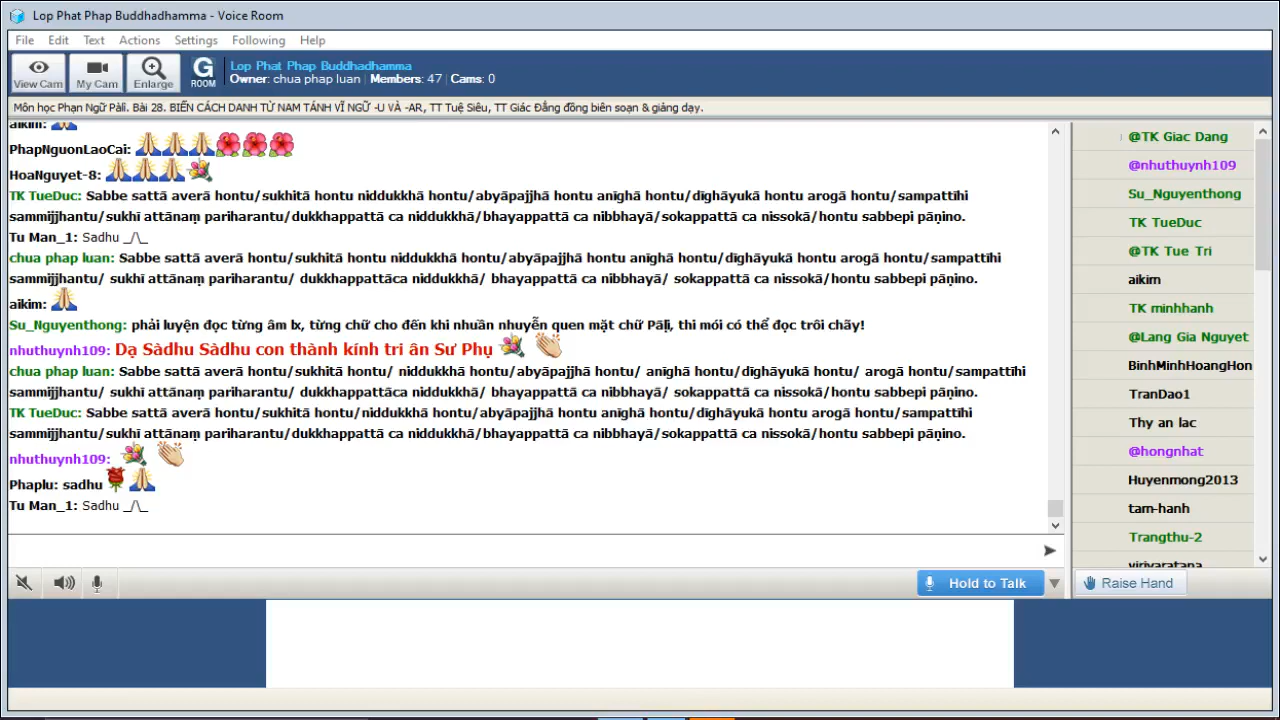 Lop Phat Phap Buddhadhamma - Voice Room
File Edit Text Actions Settings Following Help
View Cam My Cam Enlarge G ROOM
Lop Phat Phap Buddhadhamma
Owner: chua phap luan | Members: 47 | Cams: 0
Môn học Phạn Ngữ Pàli. Bài 28. BIẾN CÁCH DANH TỪ NAM TÁNH VĨ NGỮ -U VÀ -AR, TT Tuệ Siêu, TT Giác Đẳng đồng biên soạn & giảng dạy.
aikim:
PhapNguonLaoCai:
HoaNguyet-8:
TK TueDuc: Sabbe sattā averā hontu/sukhitā hontu niddukkhā hontu/abyāpajjhā hontu anīghā hontu/dīghāyukā hontu arogā hontu/sampattīhi
sammijjhantu/sukhī attānaṃ pariharantu/dukkhappattā ca niddukkhā/bhayappattā ca nibbhayā/sokappattā ca nissokā/hontu sabbepi pāṇino.
Tu Man_1: Sadhu _/\_
chua phap luan: Sabbe sattā averā hontu/sukhitā hontu niddukkhā hontu/abyāpajjhā hontu anīghā hontu/dīghāyukā hontu arogā hontu/sampattīhi
sammijjhantu/ sukhī attānaṃ pariharantu/ dukkhappattāca niddukkhā/ bhayappattā ca nibbhayā/ sokappattā ca nissokā/hontu sabbepi pāṇino.
aikim:
Su_Nguyenthong: phải luyện đọc từng âm lx, từng chữ cho đến khi nhuần nhuyễn quen mặt chữ Pāḷi, thi mói có thể đọc trôi chãy!
nhuthuynh109: Dạ Sàdhu Sàdhu con thành kính tri ân Sư Phụ
chua phap luan: Sabbe sattā averā hontu/sukhitā hontu/ niddukkhā hontu/abyāpajjhā hontu/ anīghā hontu/dīghāyukā hontu/ arogā hontu/sampattīhi
sammijjhantu/ sukhī attānaṃ pariharantu/ dukkhappattāca niddukkhā/ bhayappattā ca nibbhayā/ sokappattā ca nissokā/hontu sabbepi pāṇino.
TK TueDuc: Sabbe sattā averā hontu/sukhitā hontu/niddukkhā hontu/abyāpajjhā hontu anīghā hontu/dīghāyukā hontu arogā hontu/sampattīhi
sammijjhantu/sukhī attānaṃ pariharantu/dukkhappattā ca niddukkhā/bhayappattā ca nibbhayā/sokappattā ca nissokā/hontu sabbepi pāṇino.
nhuthuynh109:
Phaplu: sadhu
Tu Man_1: Sadhu _/\_
@TK Giac Dang
@nhuthuynh109
Su_Nguyenthong
TK TueDuc
@TK Tue Tri
aikim
TK minhhanh
@Lang Gia Nguyet
BinhMinhHoangHon
TranDao1
Thy an lac
@hongnhat
Huyenmong2013
tam-hanh
Trangthu-2
viriyaratana
Hold to Talk
Raise Hand